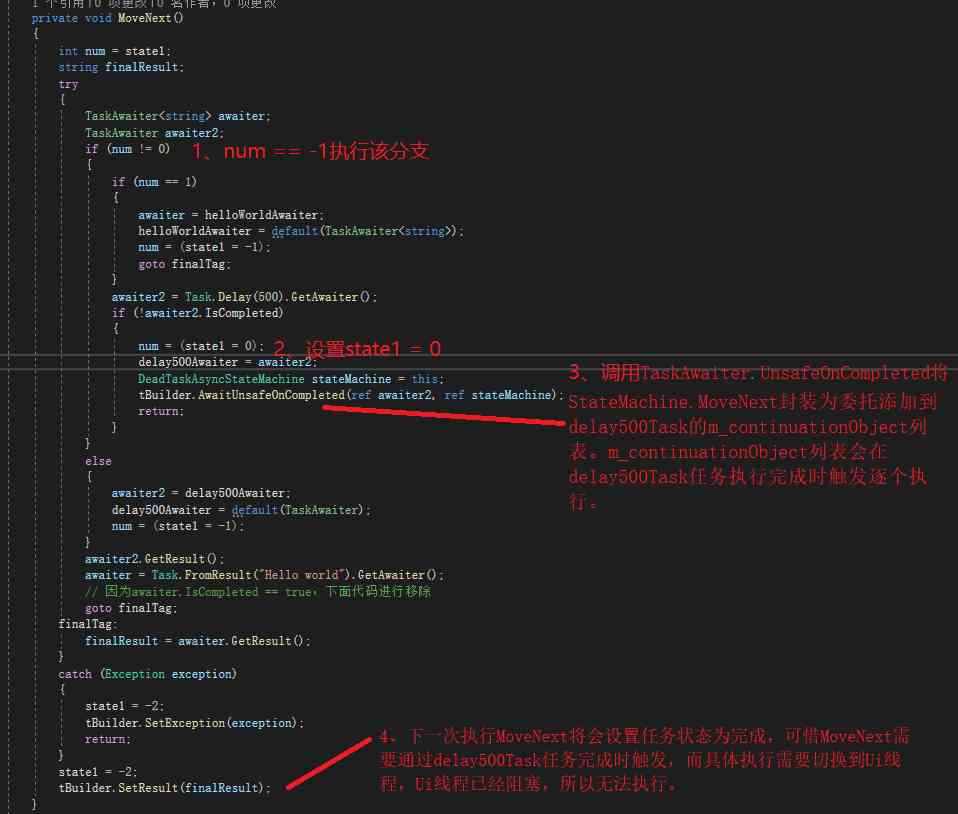 1 个引用|0 项更改|0 名作者，0 项更改
private void MoveNext()
{
int num = state1;
string finalResult;
try
{
TaskAwaiter<string> awaiter;
TaskAwaiter awaiter2;
if (num != 0)
1、num == -1执行该分支
{
if (num == 1)
{
awaiter = helloWorldAwaiter;
helloWorldAwaiter = default(TaskAwaiter<string>);
num = (state1 = -1);
goto finalTag;
}
awaiter2 = Task.Delay(500).GetAwaiter();
if (!awaiter2.IsCompleted)
{
num = (state1 = 0);
2、设置state1 = 0
delay500Awaiter = awaiter2;
DeadTaskAsyncStateMachine stateMachine = this;
tBuilder.AwaitUnsafeOnCompleted(ref awaiter2, ref stateMachine);
return;
3、调用TaskAwaiter.UnsafeOnCompleted将
StateMachine.MoveNext封装为委托添加到
delay500Task的m_continuationObject列
表。m_continuationObject列表会在
delay500Task任务执行完成时触发逐个执
行。
}
}
else
{
awaiter2 = delay500Awaiter;
delay500Awaiter = default(TaskAwaiter);
num = (state1 = -1);
}
awaiter2.GetResult();
awaiter = Task.FromResult("Hello world").GetAwaiter();
// 因为awaiter.IsCompleted == true，下面代码进行移除
goto finalTag;
finalTag:
finalResult = awaiter.GetResult();
}
catch (Exception exception)
{
state1 = -2;
tBuilder.SetException(exception);
return;
}
state1 = -2;
tBuilder.SetResult(finalResult);
4、下一次执行MoveNext将会设置任务状态为完成，可惜MoveNext需
要通过delay500Task任务完成时触发，而具体执行需要切换到Ui线
程，Ui线程已经阻塞，所以无法执行。
}